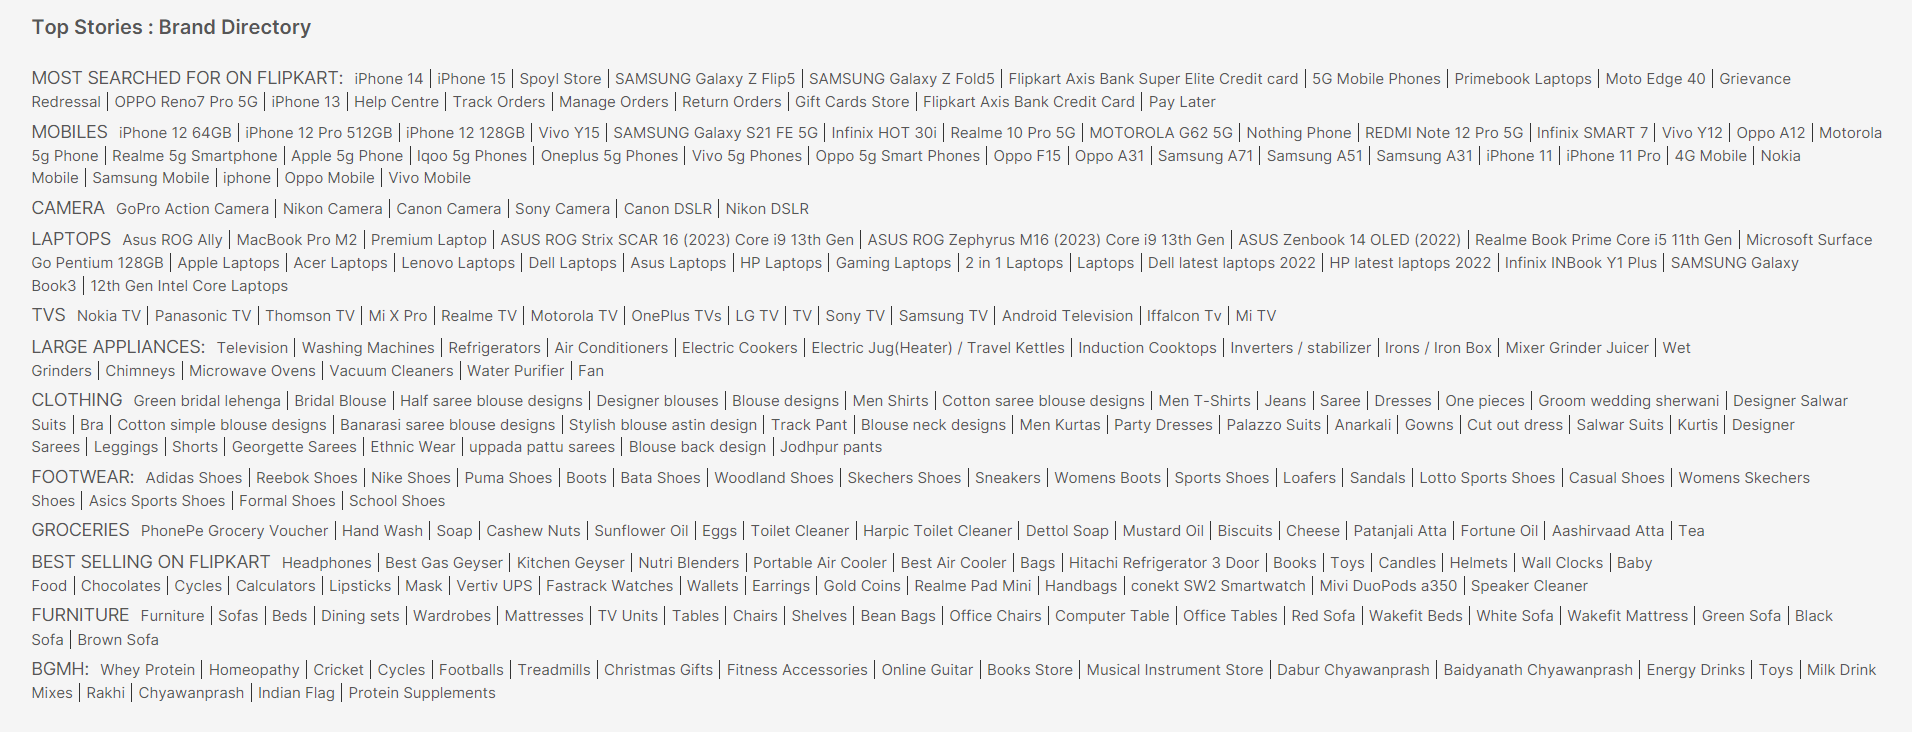 Top Stories : Brand Directory
MOST SEARCHED FOR ON FLIPKART: iPhone 14 | iPhone 15 | Spoyl Store | SAMSUNG Galaxy Z Flip5 | SAMSUNG Galaxy Z Fold5 | Flipkart Axis Bank Super Elite Credit card | 5G Mobile Phones | Primebook Laptops | Moto Edge 40 | Grievance
Redressal | OPPO Reno7 Pro 5G | iPhone 13 | Help Centre | Track Orders | Manage Orders | Return Orders | Gift Cards Store | Flipkart Axis Bank Credit Card | Pay Later
MOBILES iPhone 12 64GB | iPhone 12 Pro 512GB | iPhone 12 128GB | Vivo Y15 | SAMSUNG Galaxy S21 FE 5G | Infinix HOT 30i | Realme 10 Pro 5G | MOTOROLA G62 5G | Nothing Phone | REDMI Note 12 Pro 5G | Infinix SMART 7 | Vivo Y12 | Oppo A12 | Motorola
5g Phone | Realme 5g Smartphone | Apple 5g Phone | Iqoo 5g Phones | Oneplus 5g Phones | Vivo 5g Phones | Oppo 5g Smart Phones | Oppo F15 | Oppo A31 | Samsung A71 | Samsung A51 | Samsung A31 | iPhone 11 | iPhone 11 Pro | 4G Mobile | Nokia
Mobile | Samsung Mobile | iphone | Oppo Mobile | Vivo Mobile
CAMERA GoPro Action Camera | Nikon Camera | Canon Camera | Sony Camera | Canon DSLR | Nikon DSLR
LAPTOPS Asus ROG Ally | MacBook Pro M2 | Premium Laptop | ASUS ROG Strix SCAR 16 (2023) Core i9 13th Gen | ASUS ROG Zephyrus M16 (2023) Core i9 13th Gen | ASUS Zenbook 14 OLED (2022) | Realme Book Prime Core i5 11th Gen | Microsoft Surface
Go Pentium 128GB | Apple Laptops | Acer Laptops | Lenovo Laptops | Dell Laptops | Asus Laptops | HP Laptops | Gaming Laptops | 2 in 1 Laptops | Laptops | Dell latest laptops 2022 | HP latest laptops 2022 | Infinix INBook Y1 Plus | SAMSUNG Galaxy
Book3 | 12th Gen Intel Core Laptops
TVS Nokia TV | Panasonic TV | Thomson TV | Mi X Pro | Realme TV | Motorola TV | OnePlus TVs | LG TV | TV | Sony TV | Samsung TV | Android Television | Iffalcon Tv | Mi TV
LARGE APPLIANCES: Television | Washing Machines | Refrigerators | Air Conditioners | Electric Cookers | Electric Jug(Heater) / Travel Kettles | Induction Cooktops | Inverters / stabilizer | Irons / Iron Box | Mixer Grinder Juicer | Wet
Grinders | Chimneys | Microwave Ovens | Vacuum Cleaners | Water Purifier | Fan
CLOTHING Green bridal lehenga | Bridal Blouse | Half saree blouse designs | Designer blouses | Blouse designs | Men Shirts | Cotton saree blouse designs | Men T-Shirts | Jeans | Saree | Dresses | One pieces | Groom wedding sherwani | Designer Salwar
Suits | Bra | Cotton simple blouse designs | Banarasi saree blouse designs | Stylish blouse astin design | Track Pant | Blouse neck designs | Men Kurtas | Party Dresses | Palazzo Suits | Anarkali | Gowns | Cut out dress | Salwar Suits | Kurtis | Designer
Sarees | Leggings | Shorts | Georgette Sarees | Ethnic Wear | uppada pattu sarees | Blouse back design | Jodhpur pants
FOOTWEAR: Adidas Shoes | Reebok Shoes | Nike Shoes | Puma Shoes | Boots | Bata Shoes | Woodland Shoes | Skechers Shoes | Sneakers | Womens Boots | Sports Shoes | Loafers | Sandals | Lotto Sports Shoes | Casual Shoes | Womens Skechers
Shoes | Asics Sports Shoes | Formal Shoes | School Shoes
GROCERIES PhonePe Grocery Voucher | Hand Wash | Soap | Cashew Nuts | Sunflower Oil | Eggs | Toilet Cleaner | Harpic Toilet Cleaner | Dettol Soap | Mustard Oil | Biscuits | Cheese | Patanjali Atta | Fortune Oil | Aashirvaad Atta | Tea
BEST SELLING ON FLIPKART Headphones | Best Gas Geyser | Kitchen Geyser | Nutri Blenders | Portable Air Cooler | Best Air Cooler | Bags | Hitachi Refrigerator 3 Door | Books | Toys | Candles | Helmets | Wall Clocks | Baby
Food | Chocolates | Cycles | Calculators | Lipsticks | Mask | Vertiv UPS | Fastrack Watches | Wallets | Earrings | Gold Coins | Realme Pad Mini | Handbags | conekt SW2 Smartwatch | Mivi DuoPods a350 | Speaker Cleaner
FURNITURE Furniture | Sofas | Beds | Dining sets | Wardrobes | Mattresses | TV Units | Tables | Chairs | Shelves | Bean Bags | Office Chairs | Computer Table | Office Tables | Red Sofa | Wakefit Beds | White Sofa | Wakefit Mattress | Green Sofa | Black
Sofa | Brown Sofa
BGMH: Whey Protein | Homeopathy | Cricket | Cycles | Footballs | Treadmills | Christmas Gifts | Fitness Accessories | Online Guitar | Books Store | Musical Instrument Store | Dabur Chyawanprash | Baidyanath Chyawanprash | Energy Drinks | Toys | Milk Drink
Mixes | Rakhi | Chyawanprash | Indian Flag | Protein Supplements